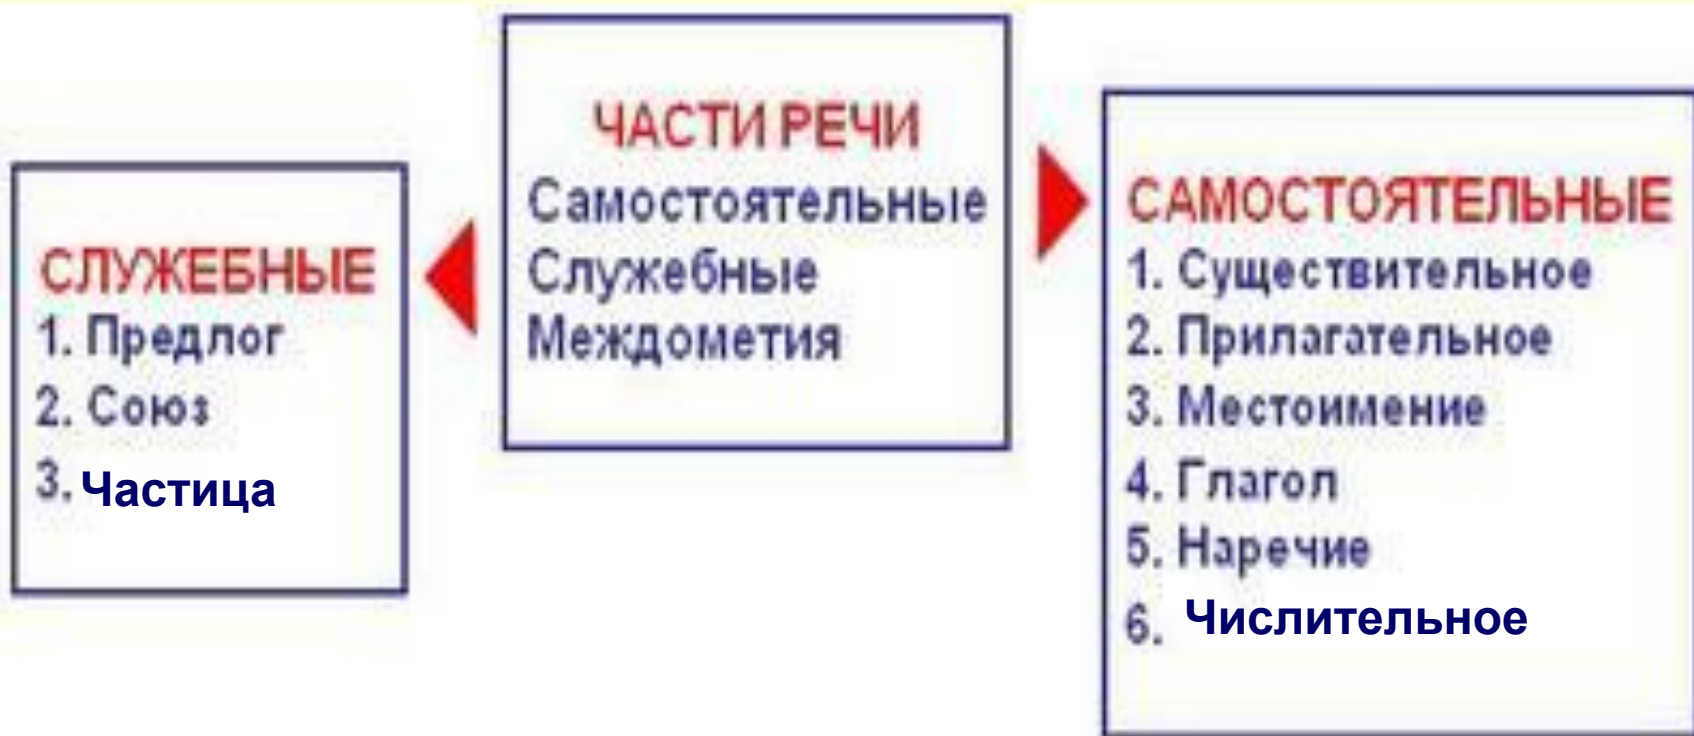 ЧАСТИ РЕЧИ
Самостоятельные
Служебные
Междометия
СЛУЖЕБНЫЕ
1. Предлог
2. Союз
3. Частица
САМОСТОЯТЕЛЬНЫЕ
1. Существительное
2. Прилагательное
3. Местоимение
4. Глагол
5. Наречие
6. Числительное